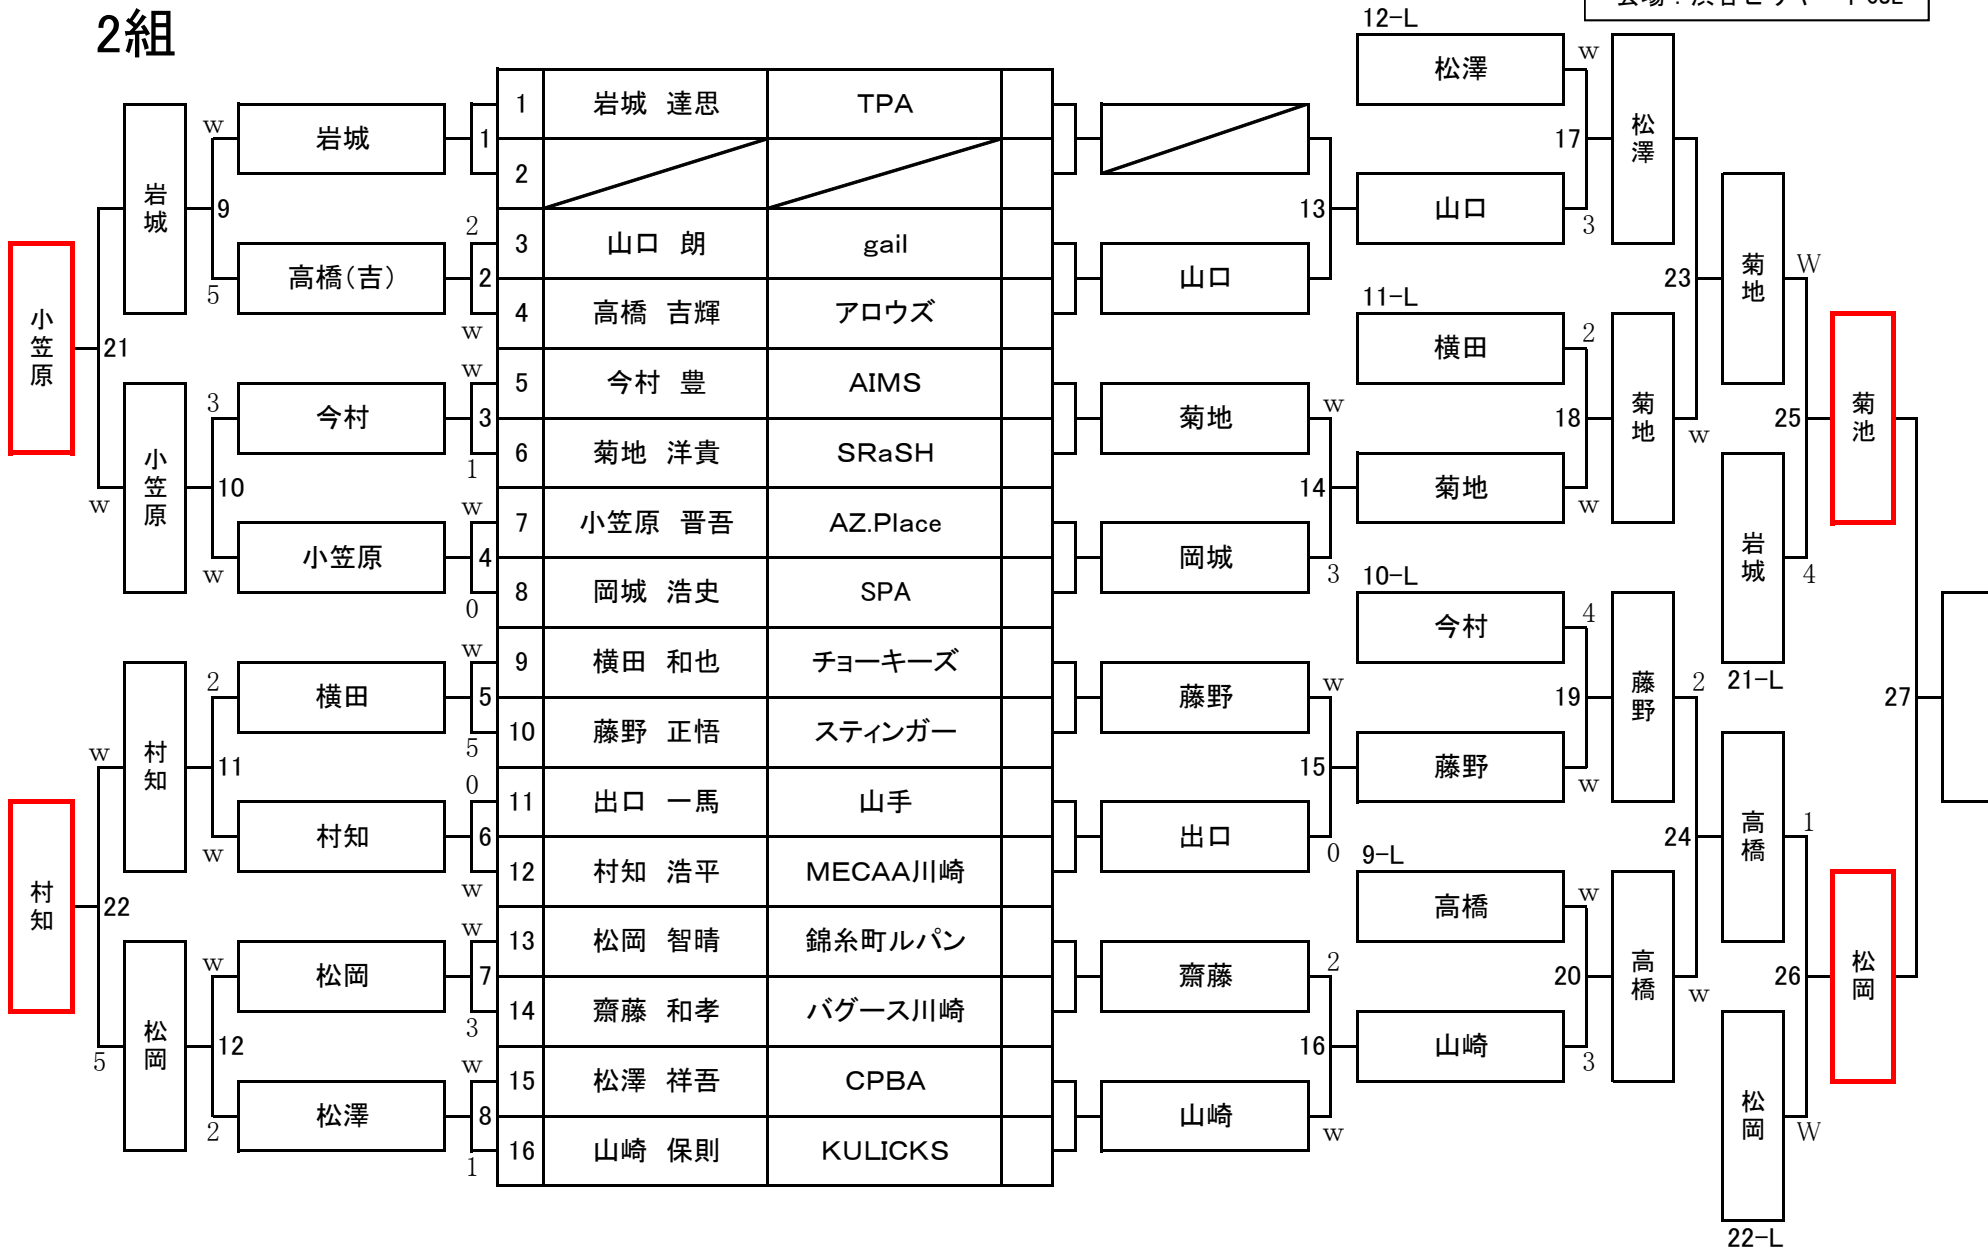 2組
12-L
松澤 w 松澤
17
山口 3
岩城
w 岩城 1
9
5 高橋(吉) 2 2 w
小笠原
21
小笠原 w
3 今村 w 3 1
10
w 小笠原 w 4 0
村知 w
2 横田 w 5 5
11
w 村知 0 6 w
村知
22
松岡 5
w 松岡 w 7 3
12
2 松澤 w 8 1
1 岩城 達思 TPA
2
3 山口 朗 gail
4 高橋 吉輝 アロウズ
5 今村 豊 AIMS
6 菊地 洋貴 SRaSH
7 小笠原 晋吾 AZ.Place
8 岡城 浩史 SPA
9 横田 和也 チョーキーズ
10 藤野 正悟 スティンガー
11 出口 一馬 山手
12 村知 浩平 MECAA川崎
13 松岡 智晴 錦糸町ルパン
14 齋藤 和孝 バグース川崎
15 松澤 祥吾 CPBA
16 山崎 保則 KULICKS
山口
13
菊地 w
14
岡城 3
藤野 w
15
出口 0
齋藤 2
16
山崎 w
11-L
横田 2
18
菊地 w
菊地 w
23
10-L
今村 4
19
藤野 w
藤野 2
24
9-L
高橋 w
20
山崎 3
高橋 w
菊地 W
25
岩城 4
21-L
高橋 1
26
松岡 W
22-L
菊池
27
松岡